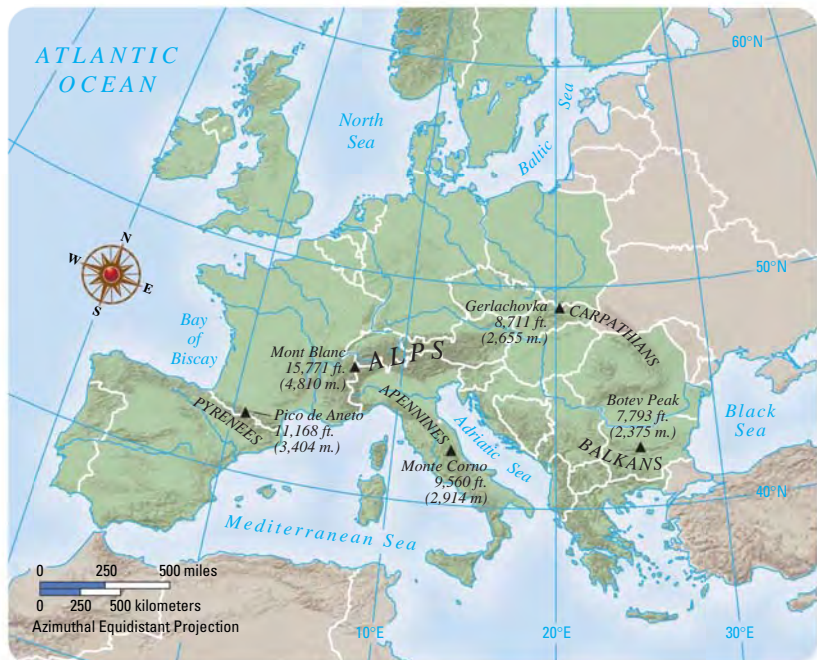 ATLANTIC
OCEAN
60°N
North
Sea
Baltic
Sea
N
W
E
S
50°N
Bay
of
Biscay
Gerlachovka
8,711 ft.
(2,655 m.)
CARPATHIANS
Mont Blanc
15,771 ft.
(4,810 m.)
ALPS
PYRENEES
Pico de Aneto
11,168 ft.
(3,404 m.)
APENNINES
Adriatic Sea
Monte Corno
9,560 ft.
(2,914 m)
Botev Peak
7,793 ft.
(2,375 m.)
BALKANS
Black
Sea
40°N
Mediterranean Sea
0 250 500 miles
0 250 500 kilometers
Azimuthal Equidistant Projection
10°E
20°E
30°E